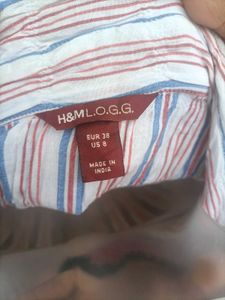 H&M L.O.G.G.
EUR 38
US 8
MADE IN
INDIA